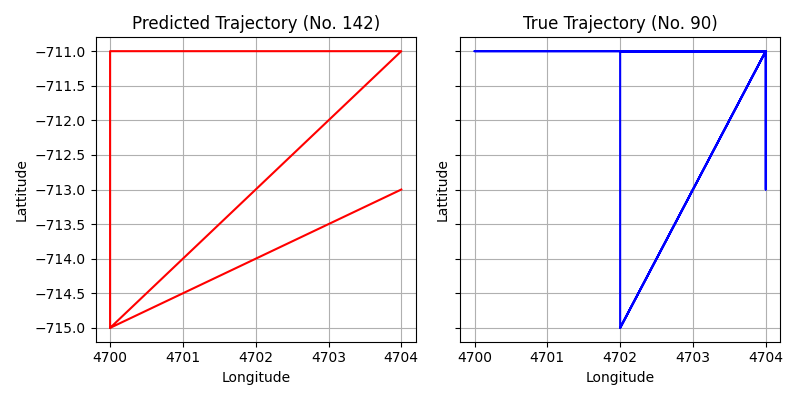 Predicted Trajectory (No. 142)
Lattitude
−711.0
−711.5
−712.0
−712.5
−713.0
−713.5
−714.0
−714.5
−715.0
4700 4701 4702 4703 4704
Longitude
True Trajectory (No. 90)
Lattitude
4700 4701 4702 4703 4704
Longitude